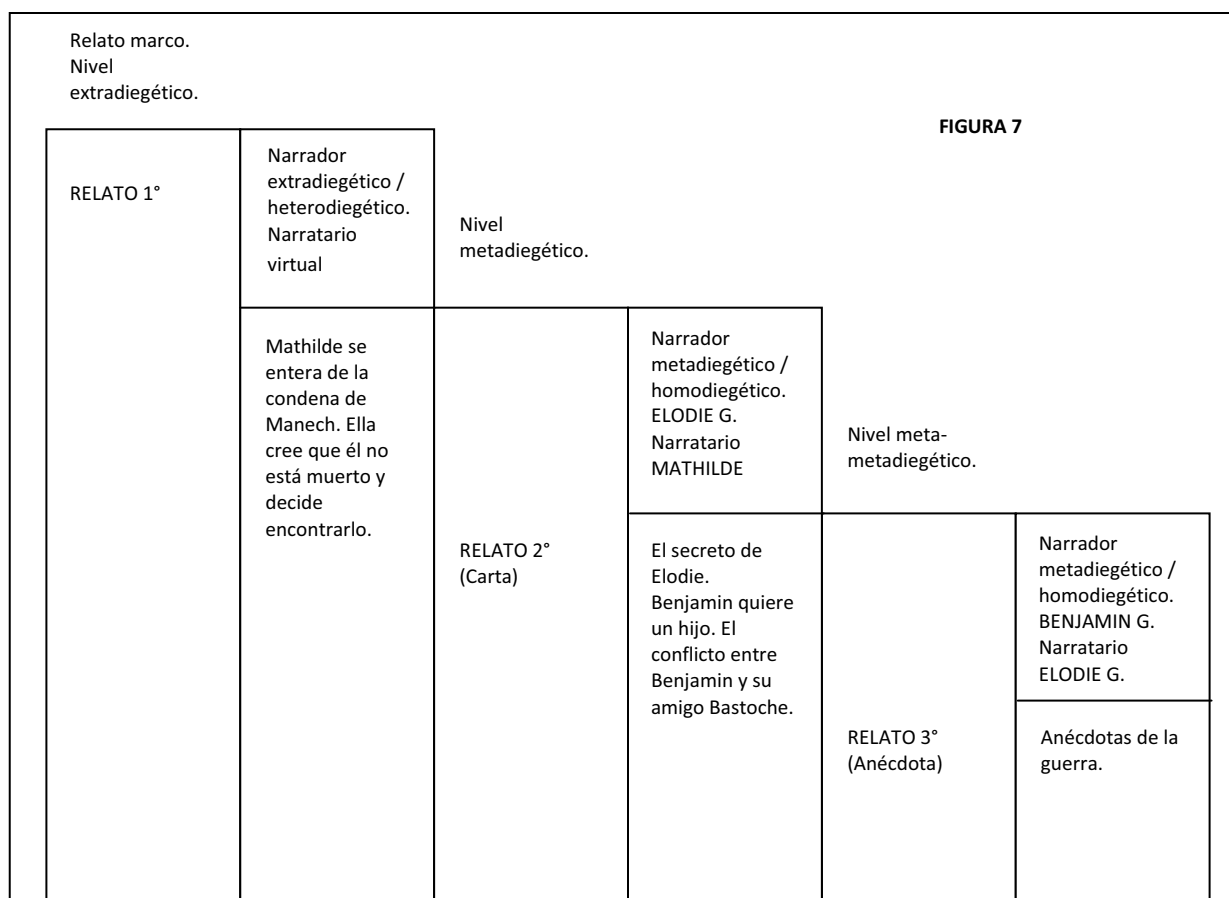 Relato marco.
Nivel
extradiegético.
FIGURA 7
RELATO 1°
Narrador
extradiegético /
heterodiegético.
Narratario
virtual
Nivel
metadiegético.
Mathilde se
entera de la
condena de
Manech. Ella
cree que él no
está muerto y
decide
encontrarlo.
RELATO 2°
(Carta)
Narrador
metadiegético /
homodiegético.
ELODIE G.
Narratario
MATHILDE
Nivel meta-
metadiegético.
El secreto de
Elodie.
Benjamin quiere
un hijo. El
conflicto entre
Benjamin y su
amigo Bastoche.
RELATO 3°
(Anécdota)
Narrador
metadiegético /
homodiegético.
BENJAMIN G.
Narratario
ELODIE G.
Anécdotas de la
guerra.